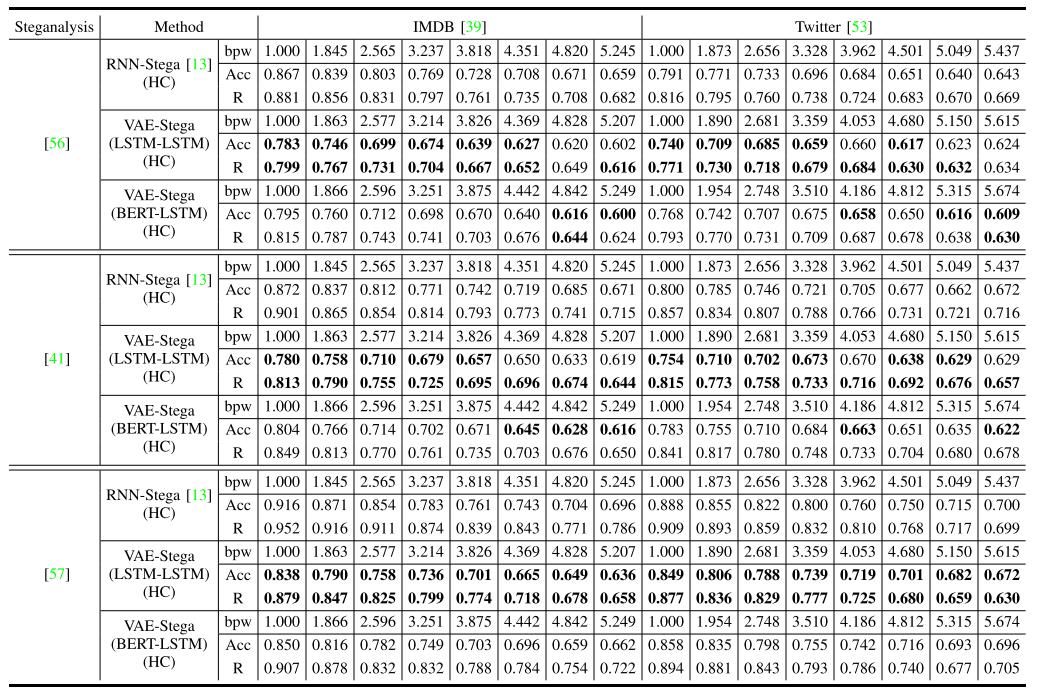 Steganalysis Method IMDB [39] Twitter [53]
bpw 1.000 1.845 2.565 3.237 3.818 4.351 4.820 5.245 1.000 1.873 2.656 3.328 3.962 4.501 5.049 5.437
RNN-Stega [13]
(HC)
Acc 0.867 0.839 0.803 0.769 0.728 0.708 0.671 0.659 0.791 0.771 0.733 0.696 0.684 0.651 0.640 0.643
R 0.881 0.856 0.831 0.797 0.761 0.735 0.708 0.682 0.816 0.795 0.760 0.738 0.724 0.683 0.670 0.669
[56]
VAE-Stega
(LSTM-LSTM)
(HC)
bpw 1.000 1.863 2.577 3.214 3.826 4.369 4.828 5.207 1.000 1.890 2.681 3.359 4.053 4.680 5.150 5.615
Acc 0.783 0.746 0.699 0.674 0.639 0.627 0.620 0.602 0.740 0.709 0.685 0.659 0.660 0.617 0.623 0.624
R 0.799 0.767 0.731 0.704 0.667 0.652 0.649 0.616 0.771 0.730 0.718 0.679 0.684 0.630 0.632 0.634
VAE-Stega
(BERT-LSTM)
(HC)
bpw 1.000 1.866 2.596 3.251 3.875 4.442 4.842 5.249 1.000 1.954 2.748 3.510 4.186 4.812 5.315 5.674
Acc 0.795 0.760 0.712 0.698 0.670 0.640 0.616 0.600 0.768 0.742 0.707 0.675 0.658 0.650 0.616 0.609
R 0.815 0.787 0.743 0.741 0.703 0.676 0.644 0.624 0.793 0.770 0.731 0.709 0.687 0.678 0.638 0.630
RNN-Stega [13]
(HC)
bpw 1.000 1.845 2.565 3.237 3.818 4.351 4.820 5.245 1.000 1.873 2.656 3.328 3.962 4.501 5.049 5.437
Acc 0.872 0.837 0.812 0.771 0.742 0.719 0.685 0.671 0.800 0.785 0.746 0.721 0.705 0.677 0.662 0.672
R 0.901 0.865 0.854 0.814 0.793 0.773 0.741 0.715 0.857 0.834 0.807 0.788 0.766 0.731 0.721 0.716
[41]
VAE-Stega
(LSTM-LSTM)
(HC)
bpw 1.000 1.863 2.577 3.214 3.826 4.369 4.828 5.207 1.000 1.890 2.681 3.359 4.053 4.680 5.150 5.615
Acc 0.780 0.758 0.710 0.679 0.657 0.650 0.633 0.619 0.754 0.710 0.702 0.673 0.670 0.638 0.629 0.629
R 0.813 0.790 0.755 0.725 0.695 0.696 0.674 0.644 0.815 0.773 0.758 0.733 0.716 0.692 0.676 0.657
VAE-Stega
(BERT-LSTM)
(HC)
bpw 1.000 1.866 2.596 3.251 3.875 4.442 4.842 5.249 1.000 1.954 2.748 3.510 4.186 4.812 5.315 5.674
Acc 0.804 0.766 0.714 0.702 0.671 0.645 0.628 0.616 0.783 0.755 0.710 0.684 0.663 0.651 0.635 0.622
R 0.849 0.813 0.770 0.761 0.735 0.703 0.676 0.650 0.841 0.817 0.780 0.748 0.733 0.704 0.680 0.678
RNN-Stega [13]
(HC)
bpw 1.000 1.845 2.565 3.237 3.818 4.351 4.820 5.245 1.000 1.873 2.656 3.328 3.962 4.501 5.049 5.437
Acc 0.916 0.871 0.854 0.783 0.761 0.743 0.704 0.696 0.888 0.855 0.822 0.800 0.760 0.750 0.715 0.700
R 0.952 0.916 0.911 0.874 0.839 0.843 0.771 0.786 0.909 0.893 0.859 0.832 0.810 0.768 0.717 0.699
[57]
VAE-Stega
(LSTM-LSTM)
(HC)
bpw 1.000 1.863 2.577 3.214 3.826 4.369 4.828 5.207 1.000 1.890 2.681 3.359 4.053 4.680 5.150 5.615
Acc 0.838 0.790 0.758 0.736 0.701 0.665 0.649 0.636 0.849 0.806 0.788 0.739 0.719 0.701 0.682 0.672
R 0.879 0.847 0.825 0.799 0.774 0.718 0.678 0.658 0.877 0.836 0.829 0.777 0.725 0.680 0.659 0.630
VAE-Stega
(BERT-LSTM)
(HC)
bpw 1.000 1.866 2.596 3.251 3.875 4.442 4.842 5.249 1.000 1.954 2.748 3.510 4.186 4.812 5.315 5.674
Acc 0.850 0.816 0.782 0.749 0.703 0.696 0.659 0.662 0.858 0.835 0.798 0.755 0.742 0.716 0.693 0.696
R 0.907 0.878 0.832 0.832 0.788 0.784 0.754 0.722 0.894 0.881 0.843 0.793 0.786 0.740 0.677 0.705